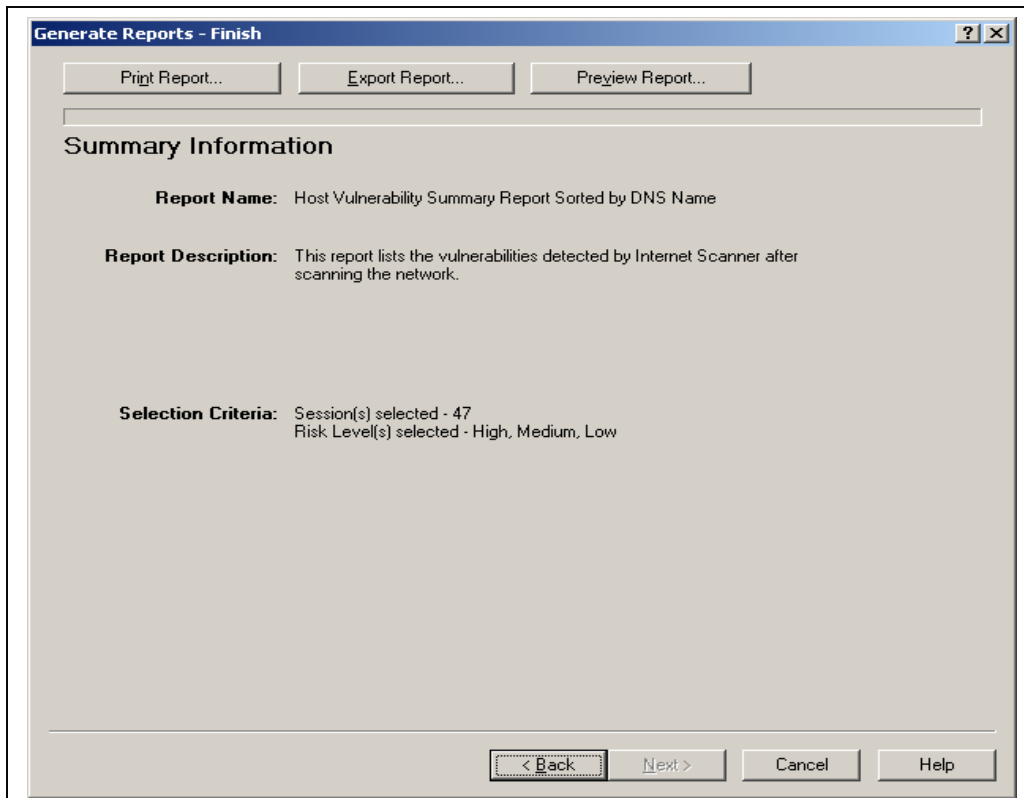 Generate Reports - Finish
Print Report... Export Report... Preview Report...
Summary Information
Report Name: Host Vulnerability Summary Report Sorted by DNS Name
Report Description: This report lists the vulnerabilities detected by Internet Scanner after
scanning the network.
Selection Criteria: Session(s) selected - 47
Risk Level(s) selected - High, Medium, Low
< Back Next > Cancel Help